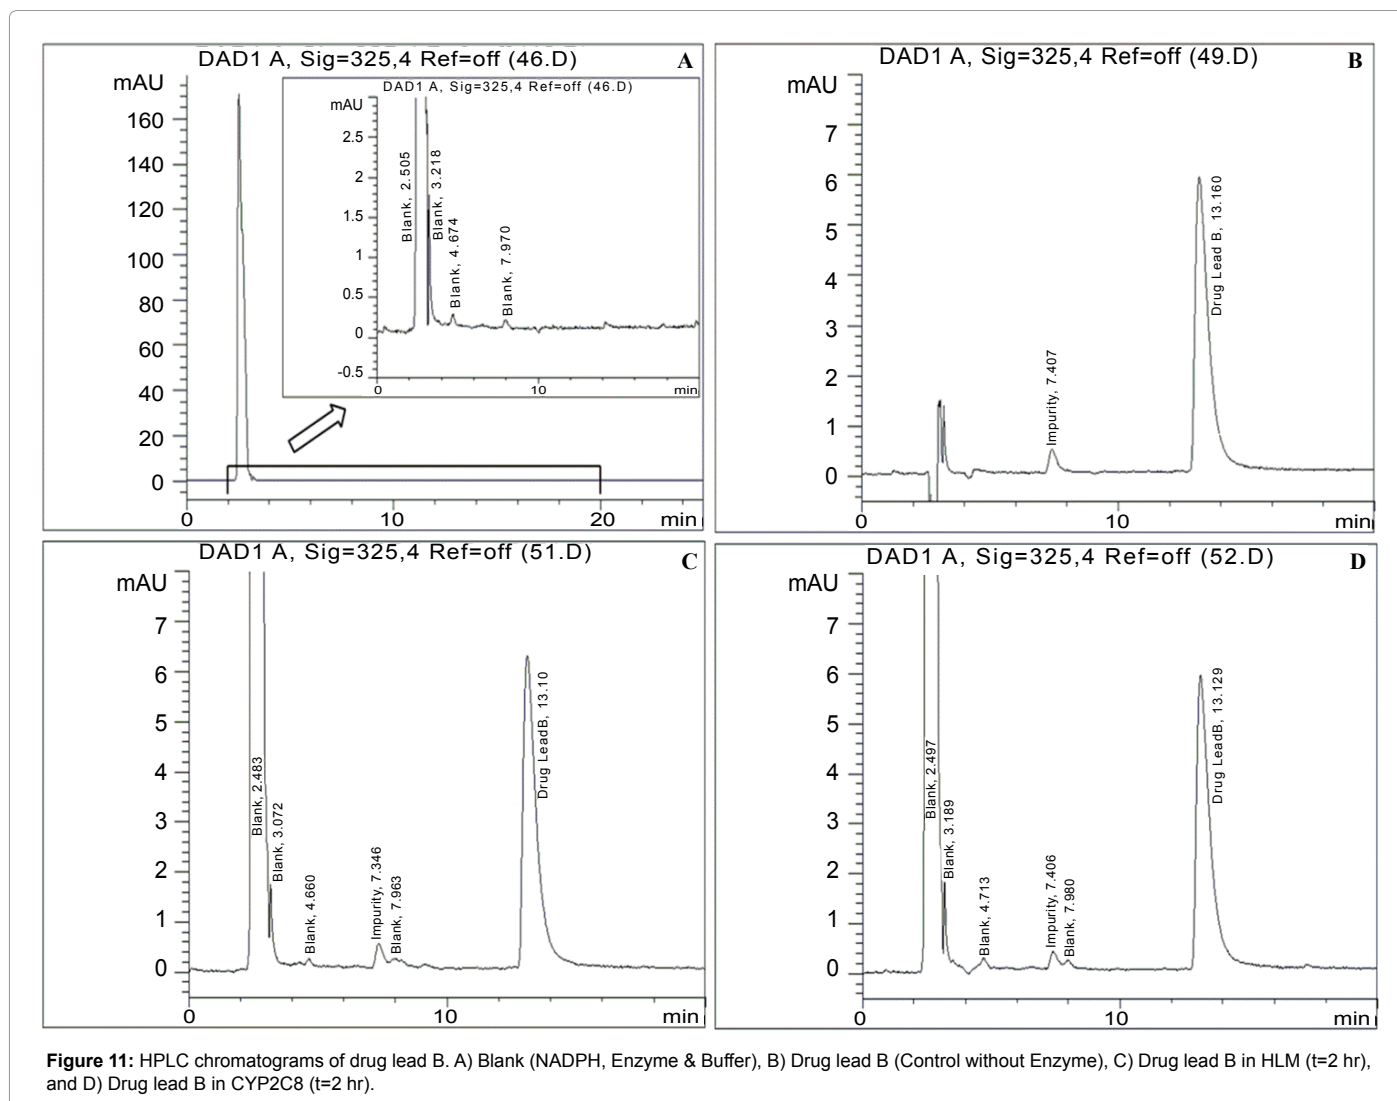 DAD1 A, Sig=325,4 Ref=off (46.D)
A
mAU
160
140
120
100
80
60
40
20
0
0
10
20
min
DAD1 A, Sig=325,4 Ref=off (46.D)
mAU
2.5
2
1.5
1
0.5
0
-0.5
0
10
min
Blank, 2.505
Blank, 3.218
Blank, 4.674
Blank, 7.970
DAD1 A, Sig=325,4 Ref=off (49.D)
B
mAU
7
6
5
4
3
2
1
0
0
10
min
Impurity, 7.407
Drug Lead B, 13.160
DAD1 A, Sig=325,4 Ref=off (51.D)
C
mAU
7
6
5
4
3
2
1
0
0
10
min
Blank, 2.483
Blank, 3.072
Blank, 4.660
Impurity, 7.346
Blank, 7.963
Drug LeadB, 13.10
DAD1 A, Sig=325,4 Ref=off (52.D)
D
mAU
7
6
5
4
3
2
1
0
0
10
min
Blank, 2.497
Blank, 3.189
Blank, 4.713
Impurity, 7.406
Blank, 7.980
Drug LeadB, 13.129
Figure 11: HPLC chromatograms of drug lead B. A) Blank (NADPH, Enzyme & Buffer), B) Drug lead B (Control without Enzyme), C) Drug lead B in HLM (t=2 hr),
and D) Drug lead B in CYP2C8 (t=2 hr).